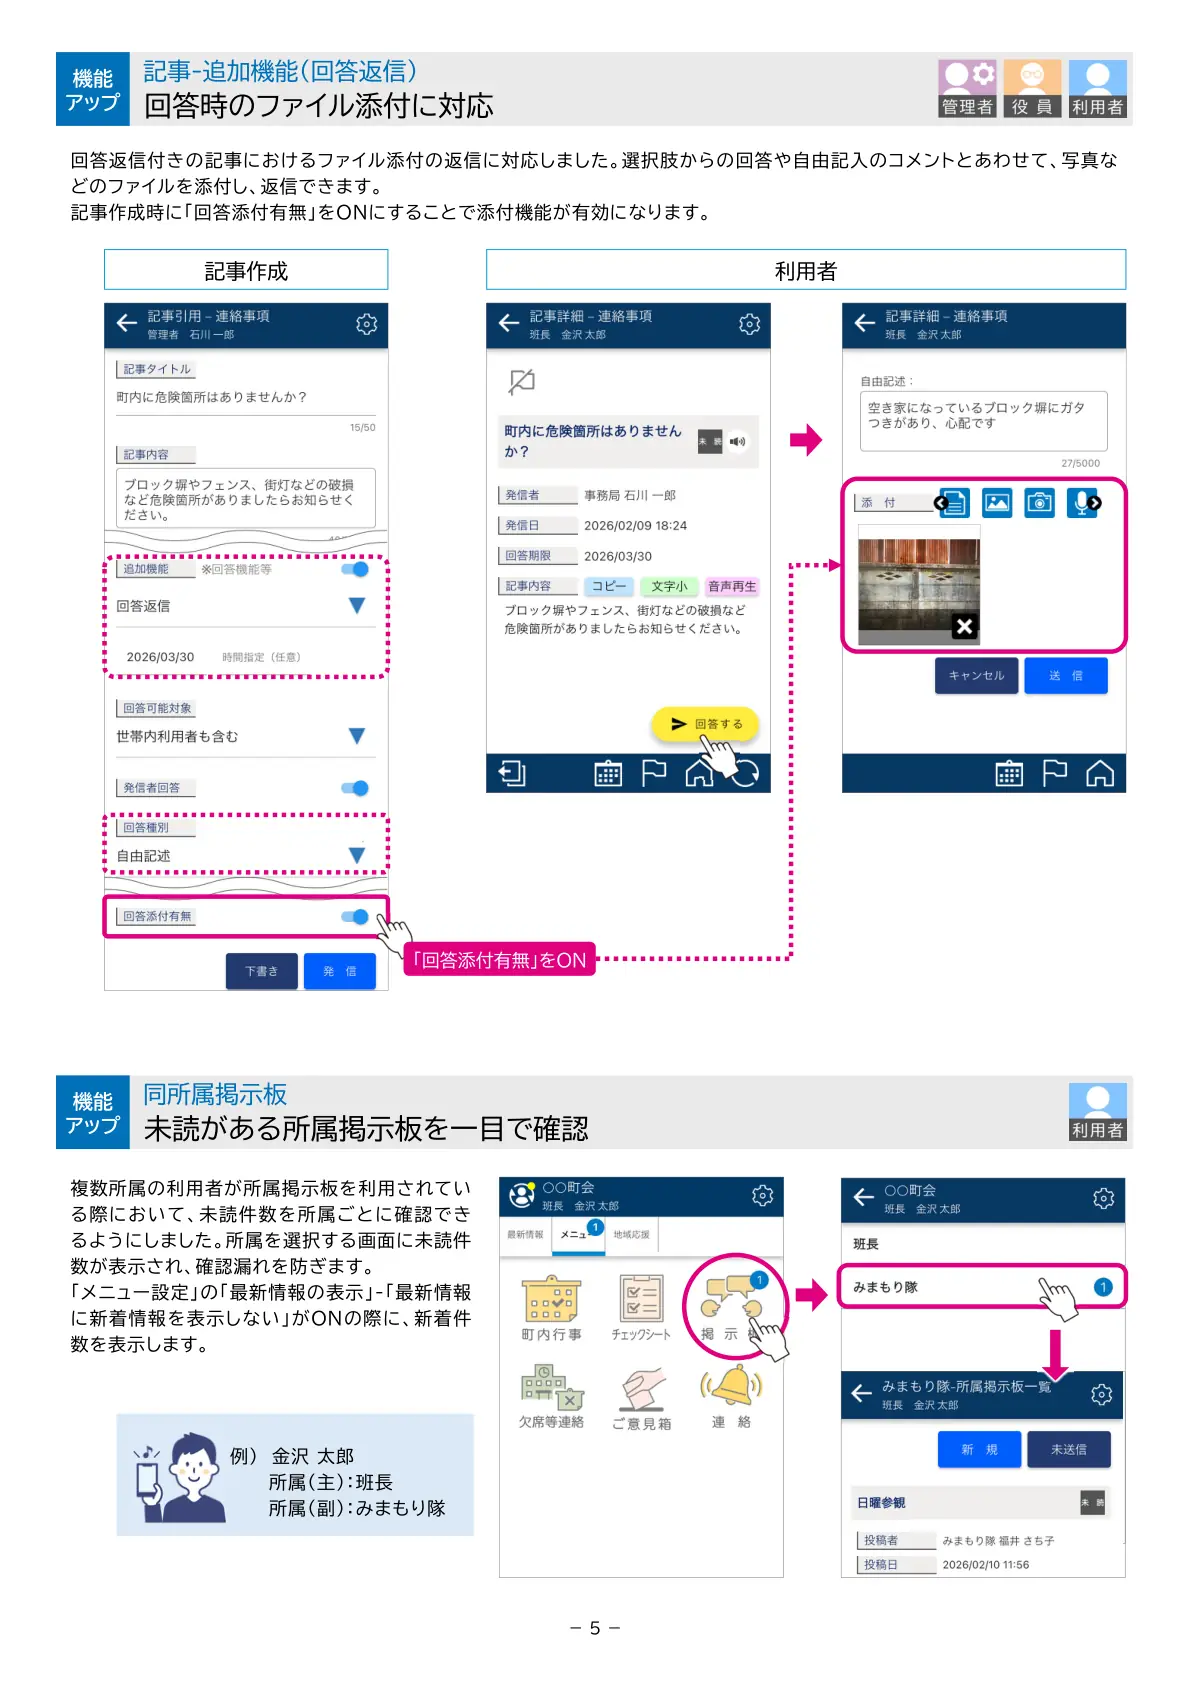 機能
アップ
記事-追加機能(回答返信)
回答時のファイル添付に対応
管理者
役 員
利用者
回答返信付きの記事におけるファイル添付の返信に対応しました。選択肢からの回答や自由記入のコメントとあわせて、写真な
どのファイルを添付し、返信できます。
記事作成時に「回答添付有無」をONにすることで添付機能が有効になります。
記事作成
利用者
記事引用 – 連絡事項
管理者 石川 一郎
記事タイトル
町内に危険箇所はありませんか？
15/50
記事内容
ブロック塀やフェンス、街灯などの破損
など危険箇所がありましたらお知らせく
ださい。
追加機能 ※回答機能等
回答返信
2026/03/30 時間指定（任意）
回答可能対象
世帯内利用者も含む
発信者回答
回答種別
自由記述
回答添付有無
下書き
発 信
「回答添付有無」をON
記事詳細 – 連絡事項
班長 金沢 太郎
町内に危険箇所はありません
か？
未 読
発信者 事務局 石川 一郎
発信日 2026/02/09 18:24
回答期限 2026/03/30
記事内容 コピー 文字小 音声再生
ブロック塀やフェンス、街灯などの破損など
危険箇所がありましたらお知らせください。
回答する
記事詳細 – 連絡事項
班長 金沢 太郎
自由記述：
空き家になっているブロック塀にガタ
つきがあり、心配です
27/5000
添 付
キャンセル
送 信
機能
アップ
同所属掲示板
未読がある所属掲示板を一目で確認
利用者
複数所属の利用者が所属掲示板を利用されてい
る際において、未読件数を所属ごとに確認でき
るようにしました。所属を選択する画面に未読件
数が表示され、確認漏れを防ぎます。
「メニュー設定」の「最新情報の表示」-「最新情報
に新着情報を表示しない」がONの際に、新着件
数を表示します。
例） 金沢 太郎
所属（主）：班長
所属（副）：みまもり隊
〇〇町会
班長 金沢 太郎
最新情報
メニュー
1
地域応援
町内行事
チェックシート
1
掲 示
欠席等連絡
ご意見箱
連 絡
〇〇町会
班長 金沢 太郎
班長
みまもり隊
1
みまもり隊-所属掲示板一覧
班長 金沢 太郎
新 規
未送信
日曜参観
未 読
投稿者 みまもり隊 福井 さち子
投稿日 2026/02/10 11:56
– 5 –